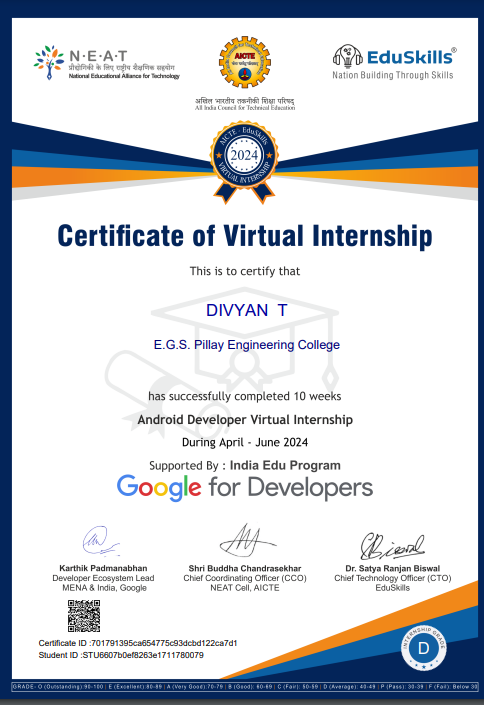 N·E·A·T
प्रौद्योगिकी के लिए राष्ट्रीय शैक्षणिक सहयोग
National Educational Alliance for Technology
AICTE
अखिल भारतीय तकनीकी शिक्षा परिषद्
All India Council for Technical Education
EduSkills®
Nation Building Through Skills
AICTE - EduSkills
2024
VIRTUAL INTERNSHIP
Certificate of Virtual Internship
This is to certify that
DIVYAN T
E.G.S. Pillay Engineering College
has successfully completed 10 weeks
Android Developer Virtual Internship
During April - June 2024
Supported By : India Edu Program
Google for Developers
Karthik Padmanabhan
Developer Ecosystem Lead
MENA & India, Google
Shri Buddha Chandrasekhar
Chief Coordinating Officer (CCO)
NEAT Cell, AICTE
Dr. Satya Ranjan Biswal
Chief Technology Officer (CTO)
EduSkills
Certificate ID :701791395ca654775c93dcbd122ca7d1
Student ID :STU6607b0ef8263e1711780079
INTERNSHIP GRADE
D
GRADE- O (Outstanding):90-100 | E (Excellent):80-89 | A (Very Good):70-79 | B (Good): 60-69 | C (Fair): 50-59 | D (Average): 40-49 | P (Pass): 30-39 | F (Fail): Below 30